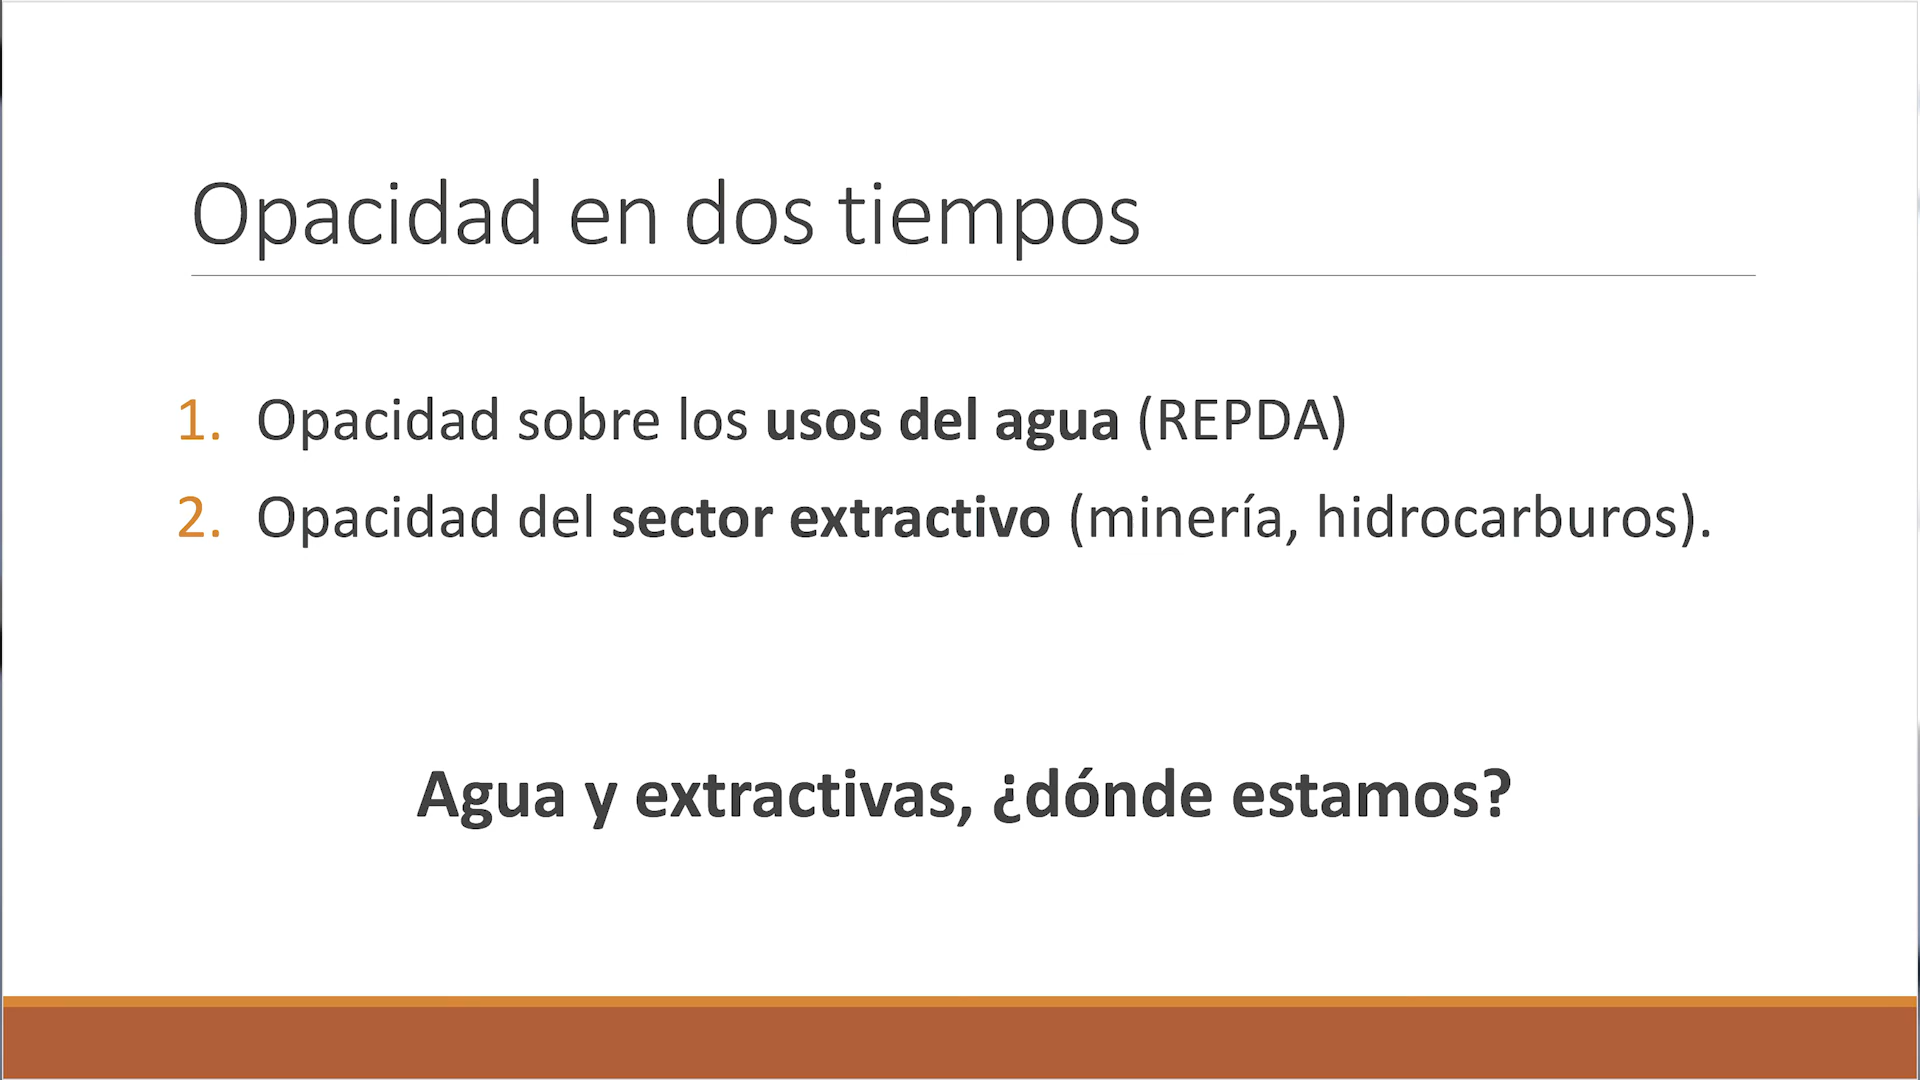 Opacidad en dos tiempos
1. Opacidad sobre los usos del agua (REPDA)
2. Opacidad del sector extractivo (minería, hidrocarburos).
Agua y extractivas, ¿dónde estamos?